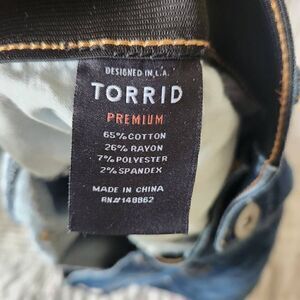 DESIGNED IN L.A.
TORRID
PREMIUM
65% COTTON
26% RAYON
7% POLYESTER
2% SPANDEX
MADE IN CHINA
RN# 148862